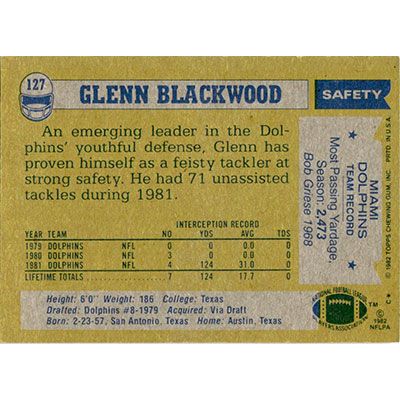 127
GLENN BLACKWOOD
SAFETY
An emerging leader in the Dol-
phins' youthful defense, Glenn has
proven himself as a feisty tackler at
strong safety. He had 71 unassisted
tackles during 1981.
INTERCEPTION RECORD
YEAR TEAM NO YDS AVG TDS
1979 DOLPHINS NFL 0 0 0.0 0
1980 DOLPHINS NFL 3 0 0.0 0
1981 DOLPHINS NFL 4 124 31.0 0
LIFETIME TOTALS 7 124 17.7 0
Height: 6'0" Weight: 186 College: Texas
Drafted: Dolphins #8-1979 Acquired: Via Draft
Born: 2-23-57, San Antonio, Texas Home: Austin, Texas
MIAMI
DOLPHINS
TEAM RECORD
Most Passing Yardage,
Season: 2,473
Bob Griese 1968
© 1982 TOPPS CHEWING GUM, INC. PRTD. IN U.S.A.
NATIONAL FOOTBALL LEAGUE
PLAYERS ASSOCIATION
TM
C*
© 1982
NFLPA